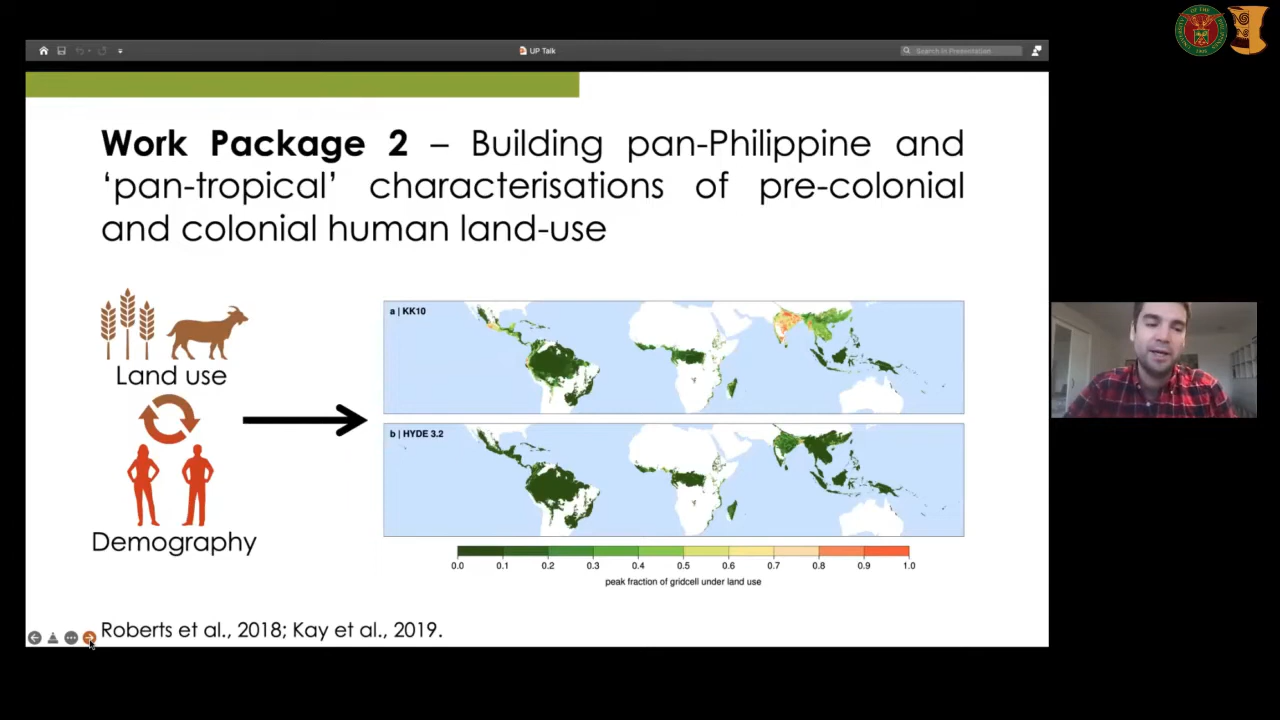 UP Talk
Search in Presentation
Work Package 2 – Building pan-Philippine and
‘pan-tropical’ characterisations of pre-colonial
and colonial human land-use
Land use
Demography
a | KK10
b | HYDE 3.2
0.0 0.1 0.2 0.3 0.4 0.5 0.6 0.7 0.8 0.9 1.0
peak fraction of gridcell under land use
Roberts et al., 2018; Kay et al., 2019.